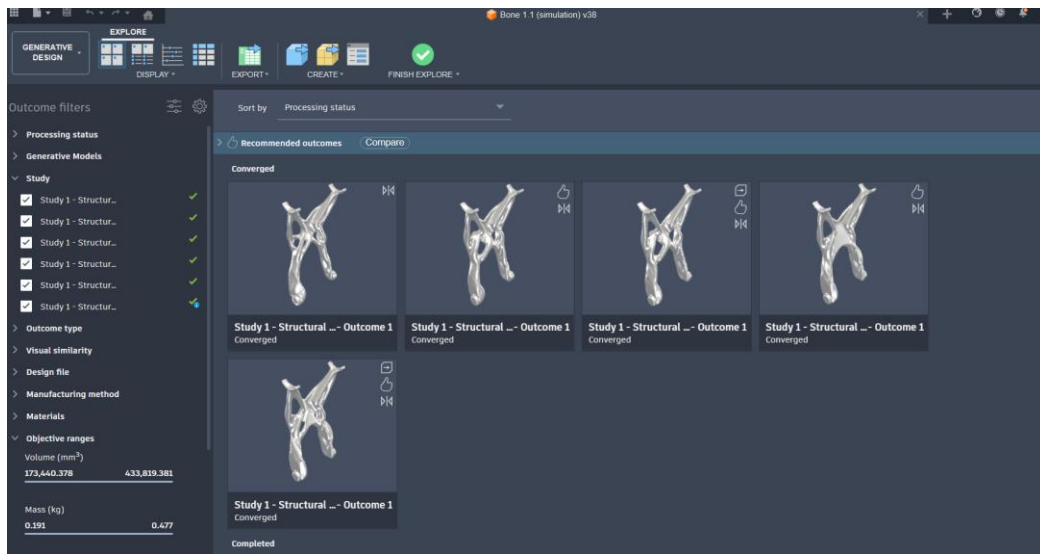 Bone 1.1 (simulation) v38
GENERATIVE
DESIGN
EXPLORE
DISPLAY
EXPORT
CREATE
FINISH EXPLORE
Outcome filters
Processing status
Generative Models
Study
Study 1 - Structur...
Study 1 - Structur...
Study 1 - Structur...
Study 1 - Structur...
Study 1 - Structur...
Study 1 - Structur...
Outcome type
Visual similarity
Design file
Manufacturing method
Materials
Objective ranges
Volume (mm³)
173,440.378 433,819.381
Mass (kg)
0.191 0.477
Sort by Processing status
Recommended outcomes Compare
Converged
Study 1 - Structural ...- Outcome 1
Converged
Study 1 - Structural ...- Outcome 1
Converged
Study 1 - Structural ...- Outcome 1
Converged
Study 1 - Structural ...- Outcome 1
Converged
Study 1 - Structural ...- Outcome 1
Converged
Completed